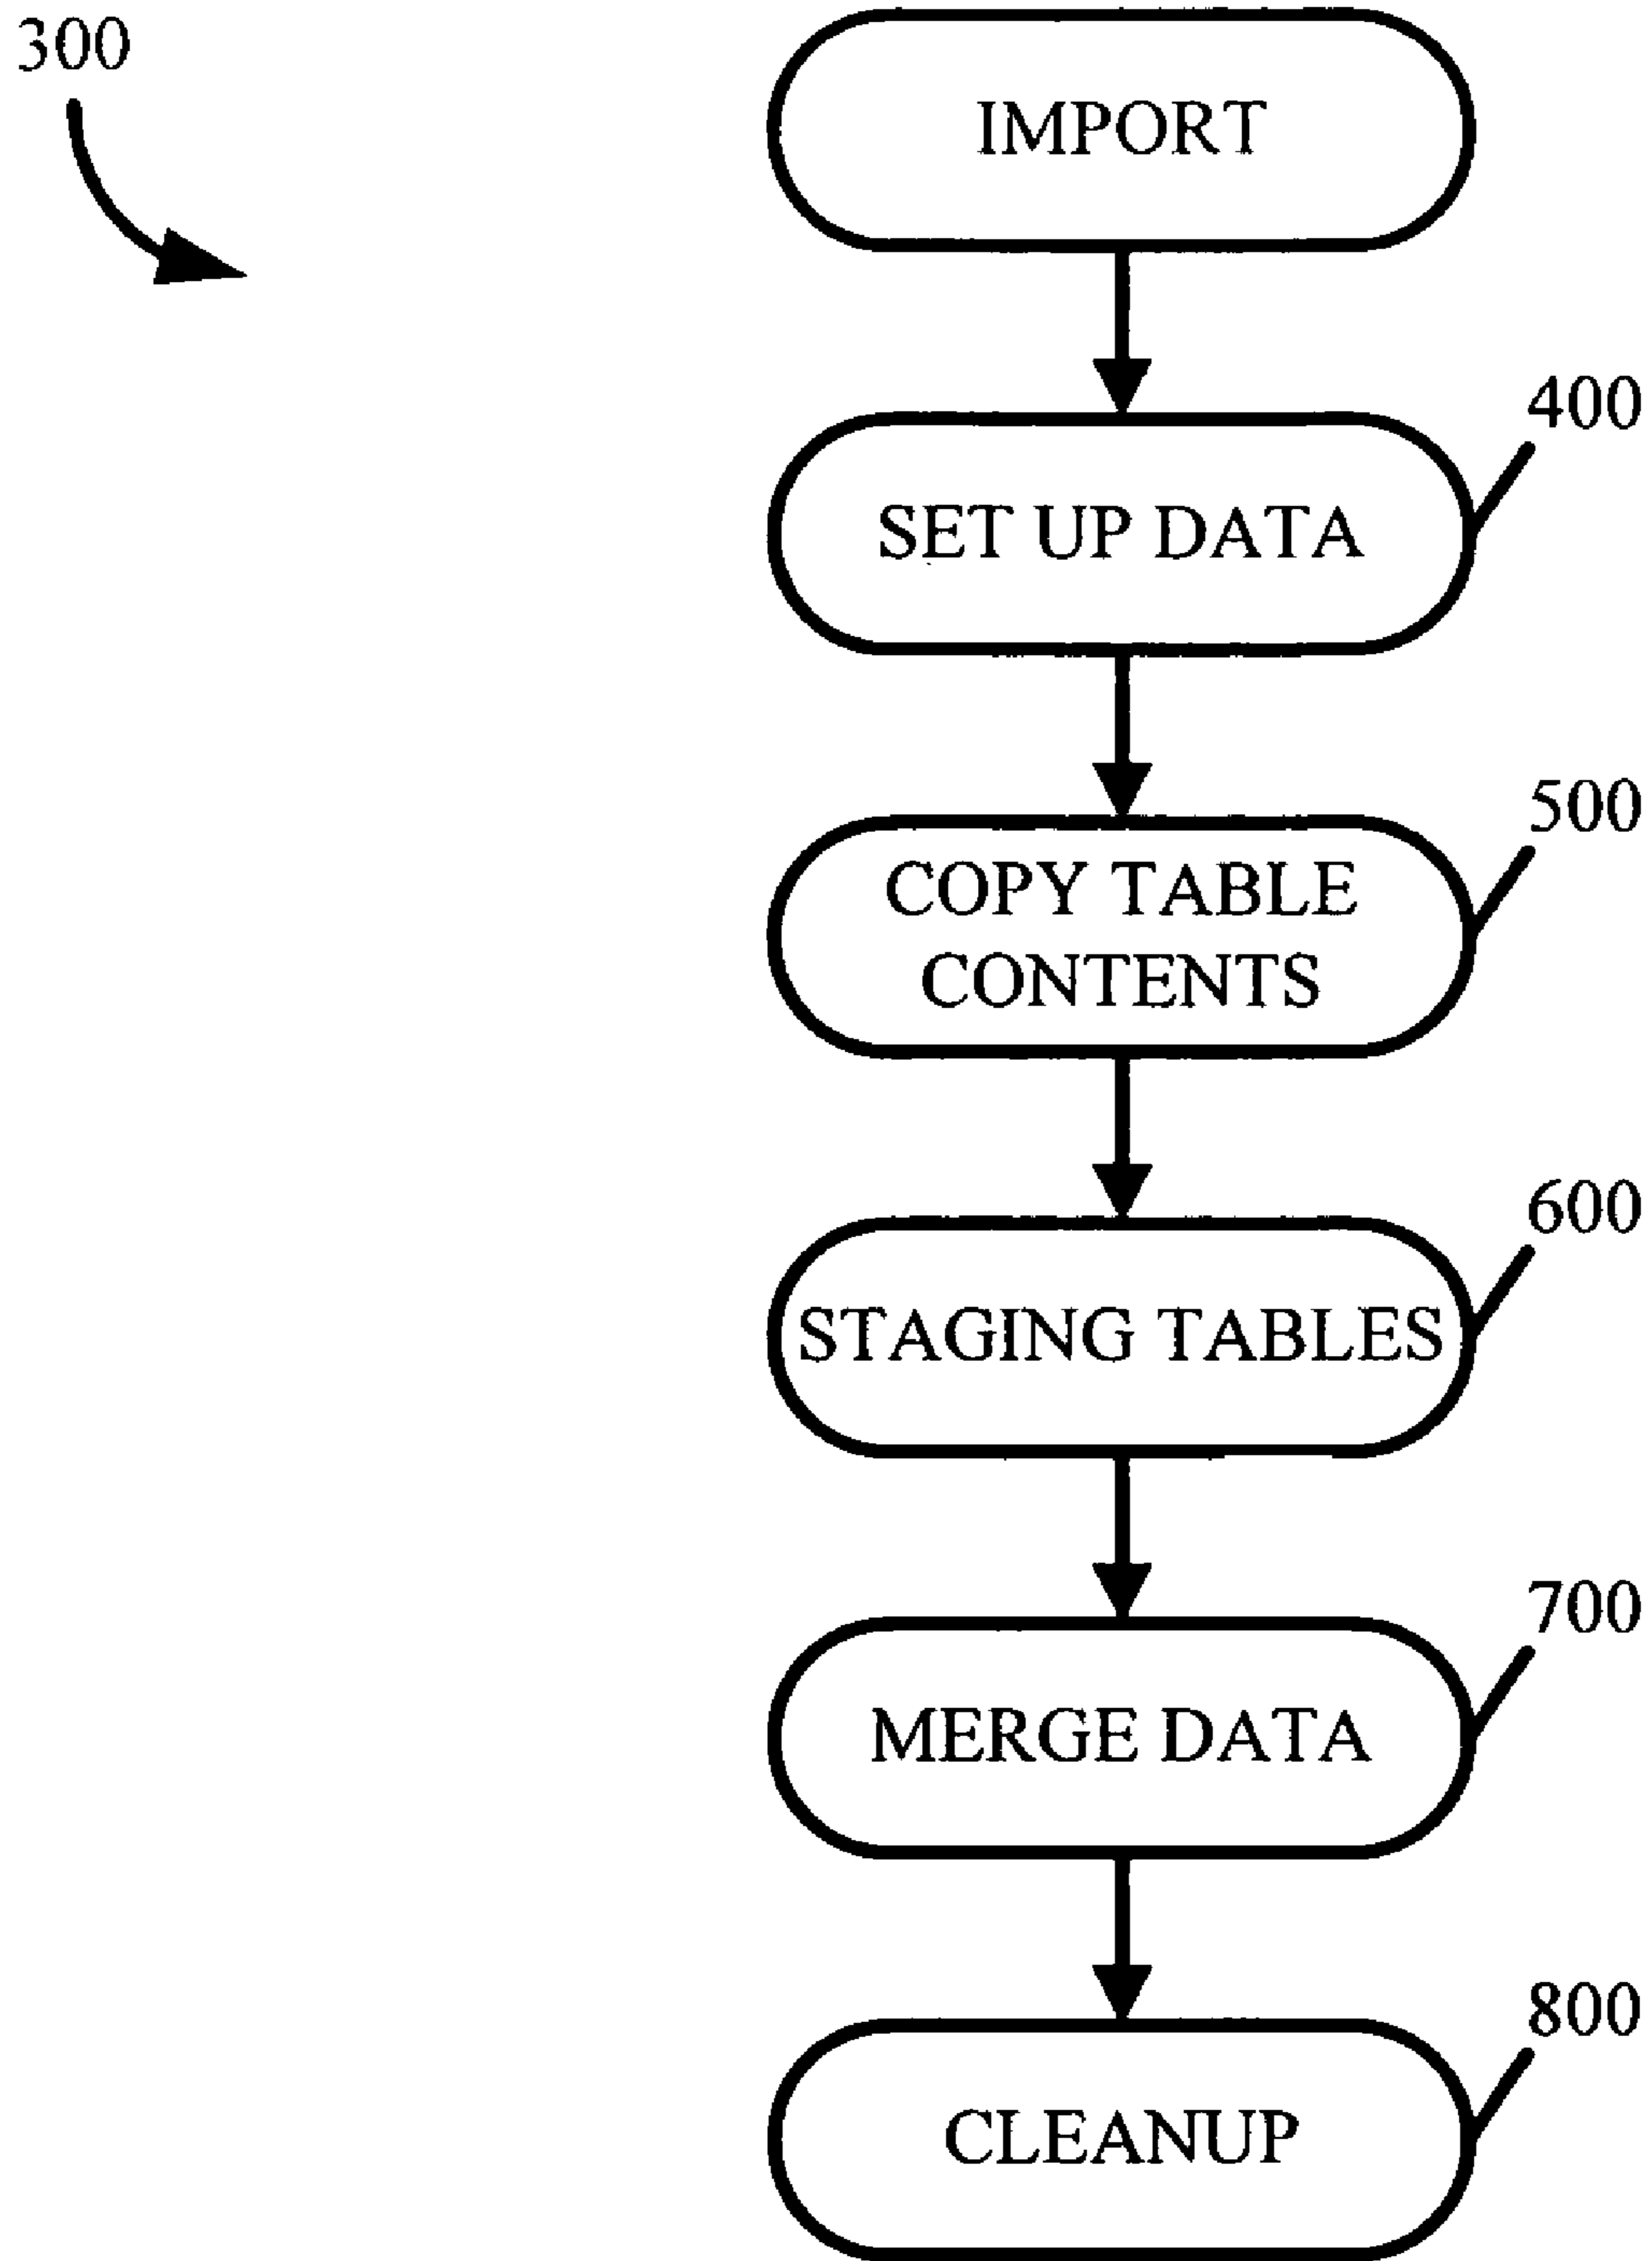 300
IMPORT
400
SET UP DATA
500
COPY TABLE
CONTENTS
600
STAGING TABLES
700
MERGE DATA
800
CLEANUP